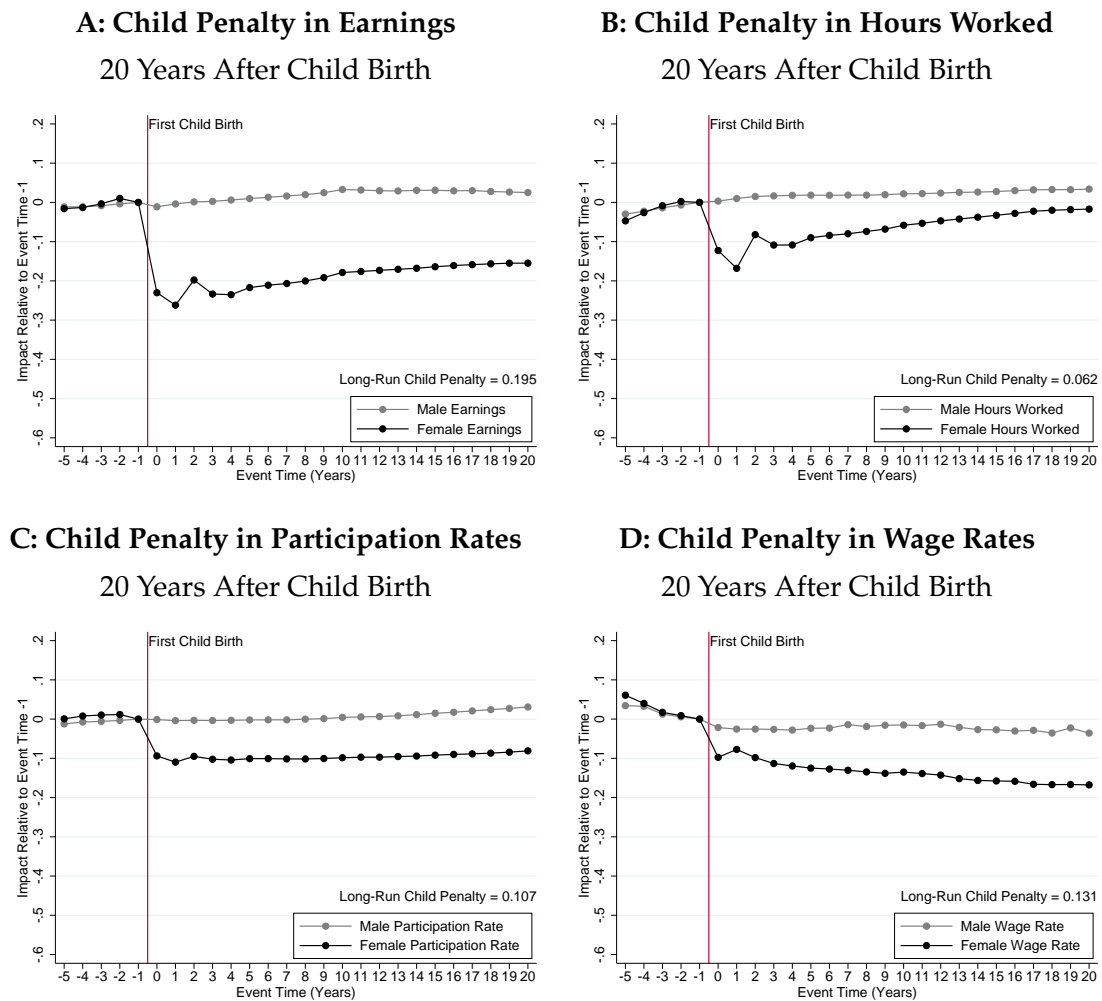 A: Child Penalty in Earnings
20 Years After Child Birth
Impact Relative to Event Time -1
.2
.1
0
-.1
-.2
-.3
-.4
-.5
-.6
First Child Birth
Long-Run Child Penalty = 0.195
Male Earnings
Female Earnings
-5 -4 -3 -2 -1 0 1 2 3 4 5 6 7 8 9 10 11 12 13 14 15 16 17 18 19 20
Event Time (Years)
B: Child Penalty in Hours Worked
20 Years After Child Birth
Impact Relative to Event Time -1
.2
.1
0
-.1
-.2
-.3
-.4
-.5
-.6
First Child Birth
Long-Run Child Penalty = 0.062
Male Hours Worked
Female Hours Worked
-5 -4 -3 -2 -1 0 1 2 3 4 5 6 7 8 9 10 11 12 13 14 15 16 17 18 19 20
Event Time (Years)
C: Child Penalty in Participation Rates
20 Years After Child Birth
Impact Relative to Event Time -1
.2
.1
0
-.1
-.2
-.3
-.4
-.5
-.6
First Child Birth
Long-Run Child Penalty = 0.107
Male Participation Rate
Female Participation Rate
-5 -4 -3 -2 -1 0 1 2 3 4 5 6 7 8 9 10 11 12 13 14 15 16 17 18 19 20
Event Time (Years)
D: Child Penalty in Wage Rates
20 Years After Child Birth
Impact Relative to Event Time -1
.2
.1
0
-.1
-.2
-.3
-.4
-.5
-.6
First Child Birth
Long-Run Child Penalty = 0.131
Male Wage Rate
Female Wage Rate
-5 -4 -3 -2 -1 0 1 2 3 4 5 6 7 8 9 10 11 12 13 14 15 16 17 18 19 20
Event Time (Years)